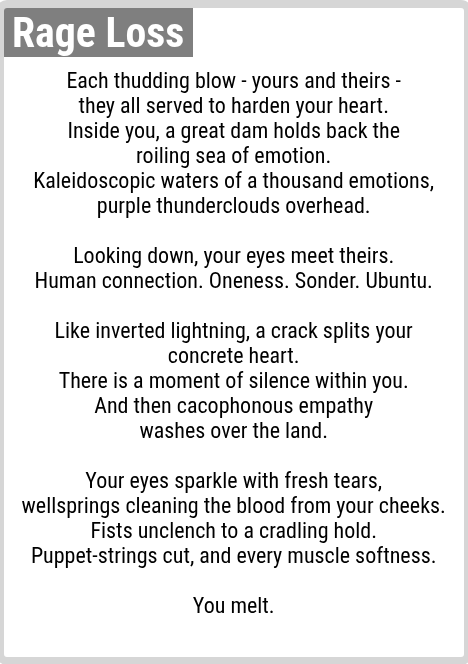 Rage Loss
Each thudding blow - yours and theirs -
they all served to harden your heart.
Inside you, a great dam holds back the
roiling sea of emotion.
Kaleidoscopic waters of a thousand emotions,
purple thunderclouds overhead.
Looking down, your eyes meet theirs.
Human connection. Oneness. Sonder. Ubuntu.
Like inverted lightning, a crack splits your
concrete heart.
There is a moment of silence within you.
And then cacophonous empathy
washes over the land.
Your eyes sparkle with fresh tears,
wellsprings cleaning the blood from your cheeks.
Fists unclench to a cradling hold.
Puppet-strings cut, and every muscle softness.
You melt.